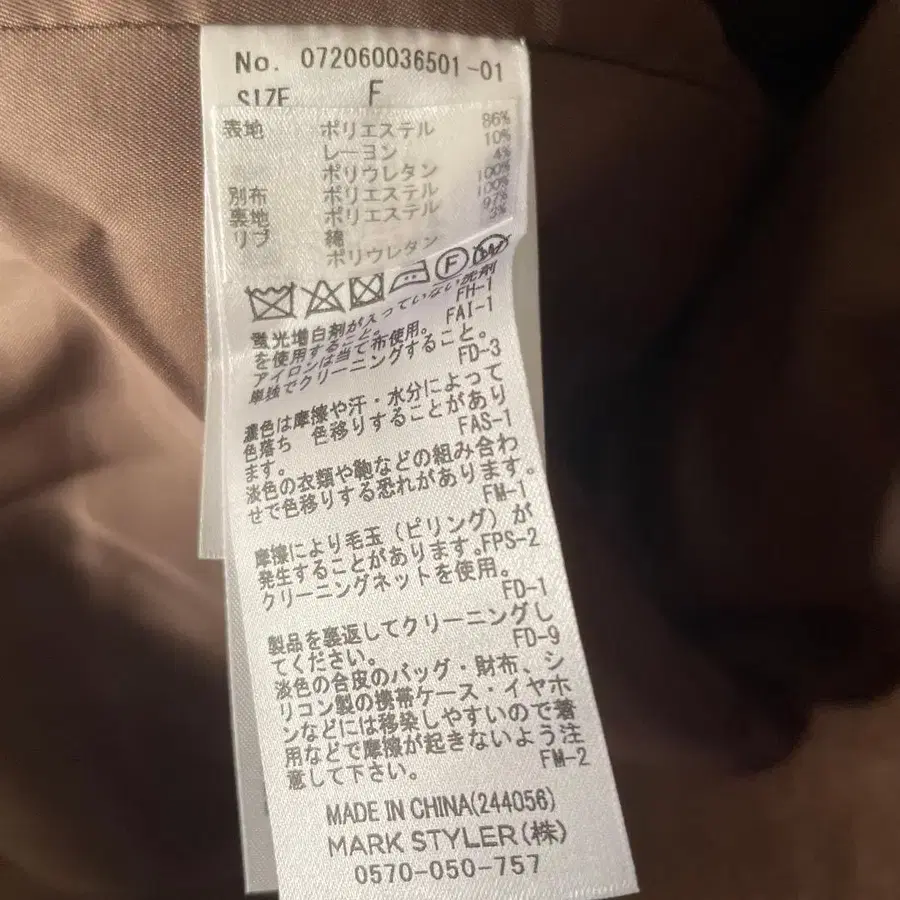 No. 072060036501-01
SIZE F
表地 ポリエステル 86%
レーヨン 10%
ポリウレタン 4%
別布 ポリエステル 100%
裏地 ポリエステル 100%
リブ 綿 97%
ポリウレタン 3%
F
蛍光増白剤が入っていない洗剤
を使用すること。 FH-1
アイロンは当て布使用。 FAI-1
単独でクリーニングすること。
FD-3
濃色は摩擦や汗・水分によって
色落ち 色移りすることがあり
ます。 FAS-1
淡色の衣類や鞄などの組み合わ
せで色移りする恐れがあります。
FM-1
摩擦により毛玉(ピリング)が
発生することがあります。FPS-2
クリーニングネットを使用。
FD-1
製品を裏返してクリーニングし
てください。 FD-9
淡色の合皮のバッグ・財布、シ
リコン製の携帯ケース・イヤホ
ンなどには移染しやすいので着
用などで摩擦が起きないよう注
意して下さい。 FM-2
MADE IN CHINA(244056)
MARK STYLER(株)
0570-050-757